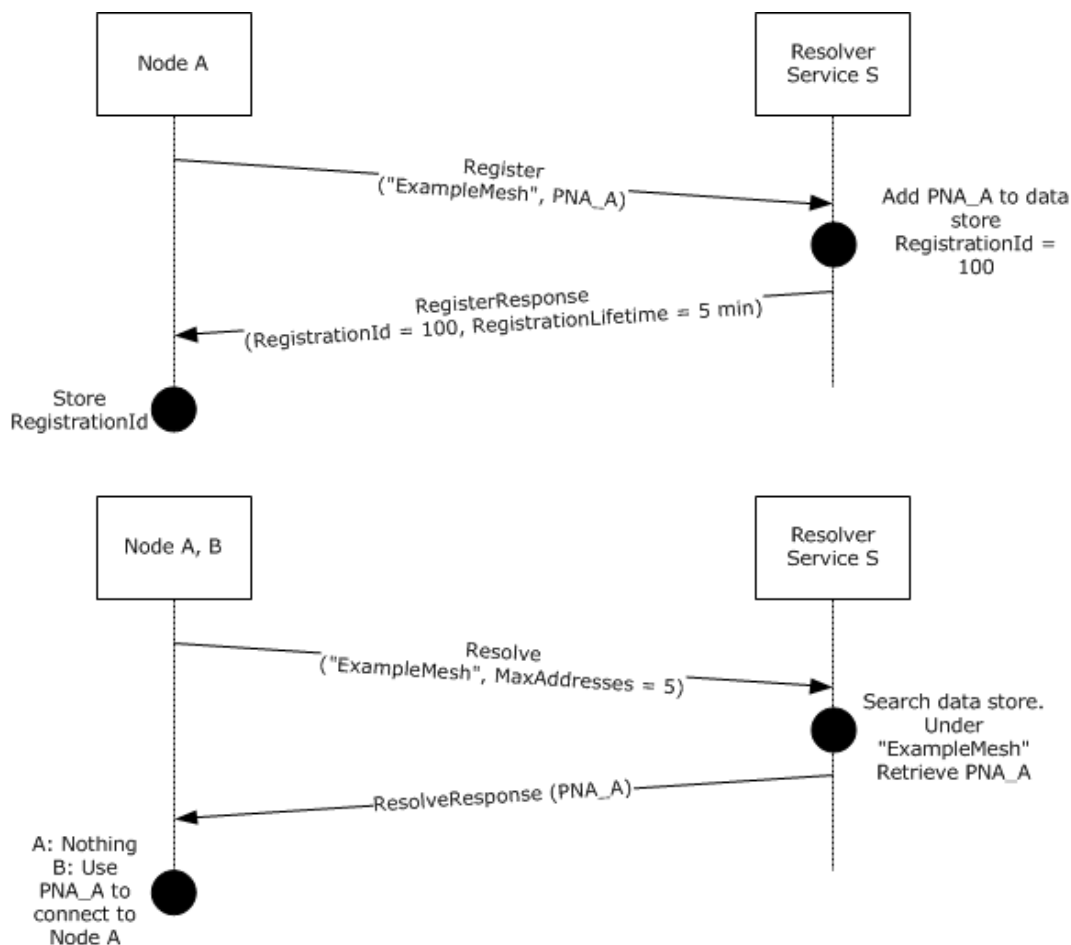 Node A
Resolver
Service S
Register
("ExampleMesh", PNA_A)
Add PNA_A to data
store
RegistrationId =
100
RegisterResponse
(RegistrationId = 100, RegistrationLifetime = 5 min)
Store
RegistrationId
Node A, B
Resolver
Service S
Resolve
("ExampleMesh", MaxAddresses = 5)
Search data store.
Under
"ExampleMesh"
Retrieve PNA_A
ResolveResponse (PNA_A)
A: Nothing
B: Use
PNA_A to
connect to
Node A